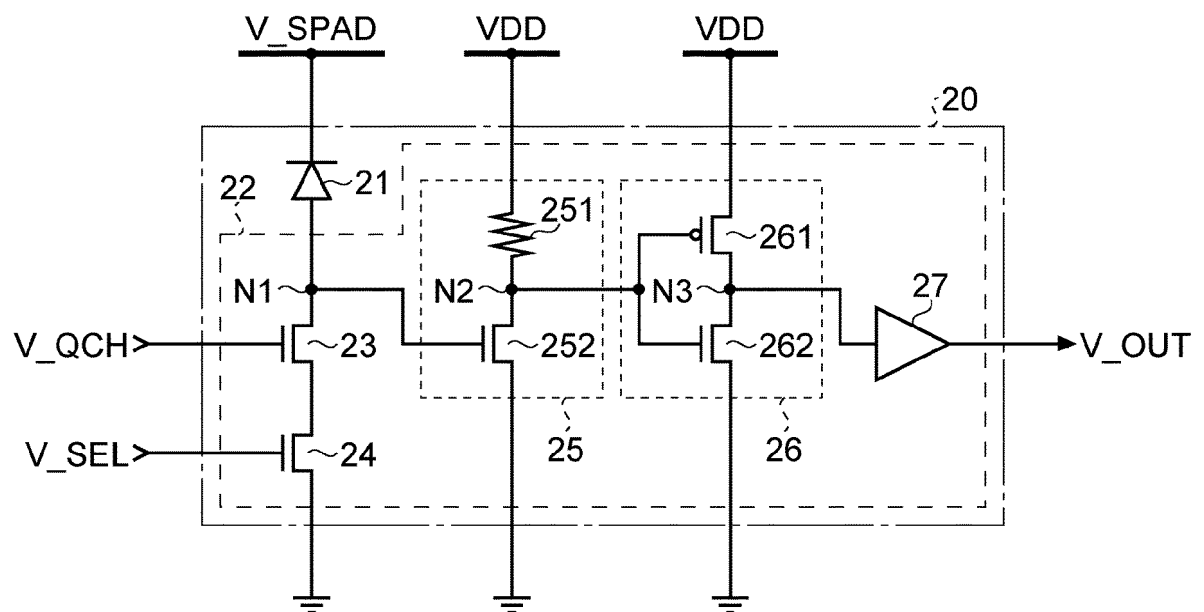 V_SPAD VDD VDD
20
22 21 251 261
N1 N2 N3 27
V_QCH 23 252 262 V_OUT
V_SEL 24 25 26